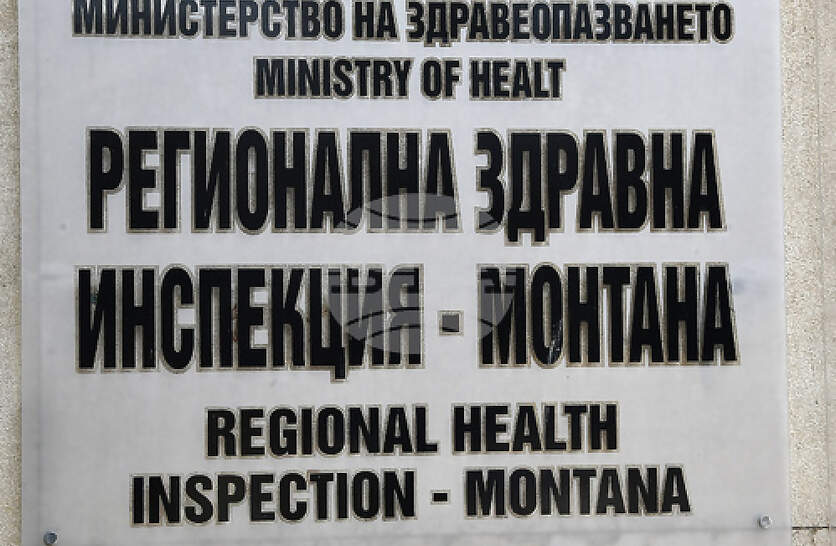 МИНИСТЕРСТВО НА ЗДРАВЕОПАЗВАНЕТО
MINISTRY OF HEALT
РЕГИОНАЛНА ЗДРАВНА
ИНСПЕКЦИЯ - МОНТАНА
REGIONAL HEALTH
INSPECTION - MONTANA